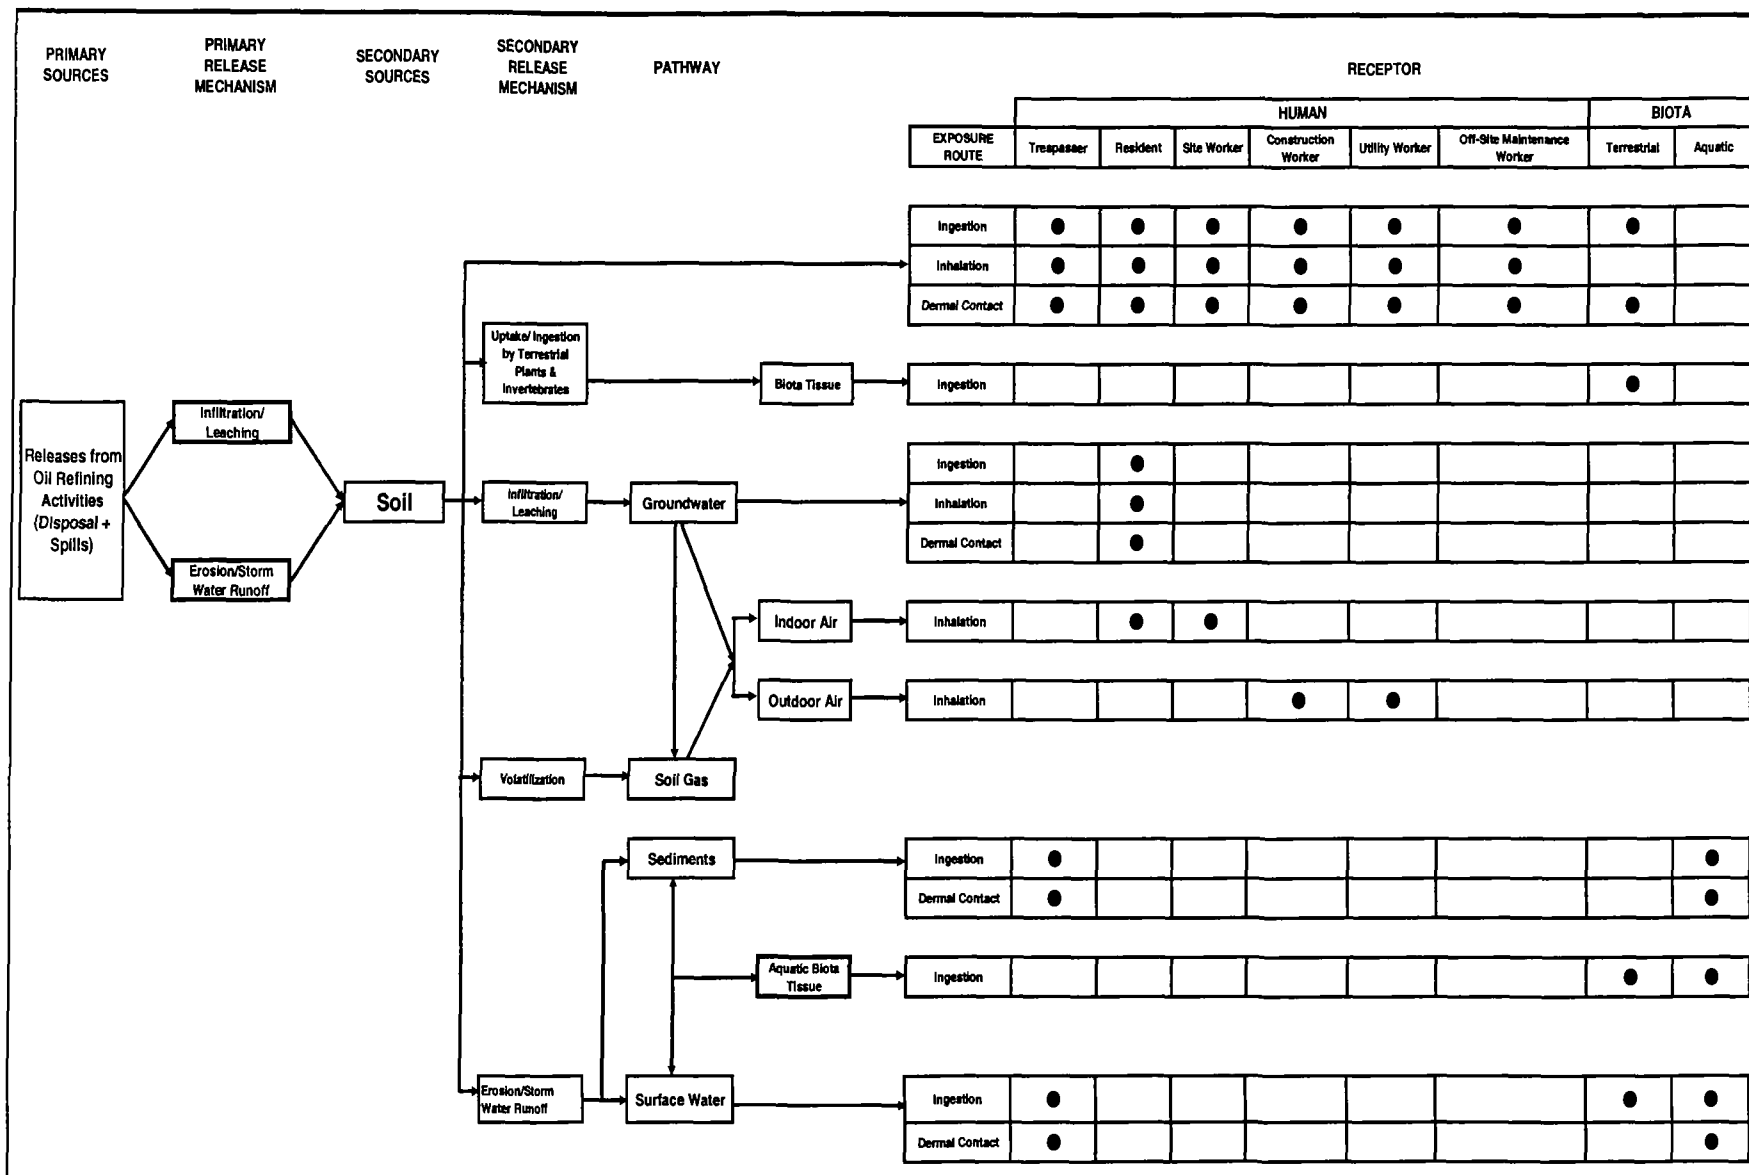 PRIMARY
SOURCES
PRIMARY
RELEASE
MECHANISM
SECONDARY
SOURCES
SECONDARY
RELEASE
MECHANISM
PATHWAY
RECEPTOR
HUMAN
BIOTA
EXPOSURE
ROUTE
Trespasser
Resident
Site Worker
Construction
Worker
Utility Worker
Off-Site Maintenance
Worker
Terrestrial
Aquatic
Ingestion
Inhalation
Dermal Contact
Uptake/ Ingestion
by Terrestrial
Plants &
Invertebrates
Biota Tissue
Ingestion
Releases from
Oil Refining
Activities
(Disposal +
Spills)
Infiltration/
Leaching
Erosion/Storm
Water Runoff
Soil
Infiltration/
Leaching
Groundwater
Ingestion
Inhalation
Dermal Contact
Indoor Air
Inhalation
Outdoor Air
Inhalation
Volatilization
Soil Gas
Sediments
Ingestion
Dermal Contact
Aquatic Biota
Tissue
Ingestion
Erosion/Storm
Water Runoff
Surface Water
Ingestion
Dermal Contact